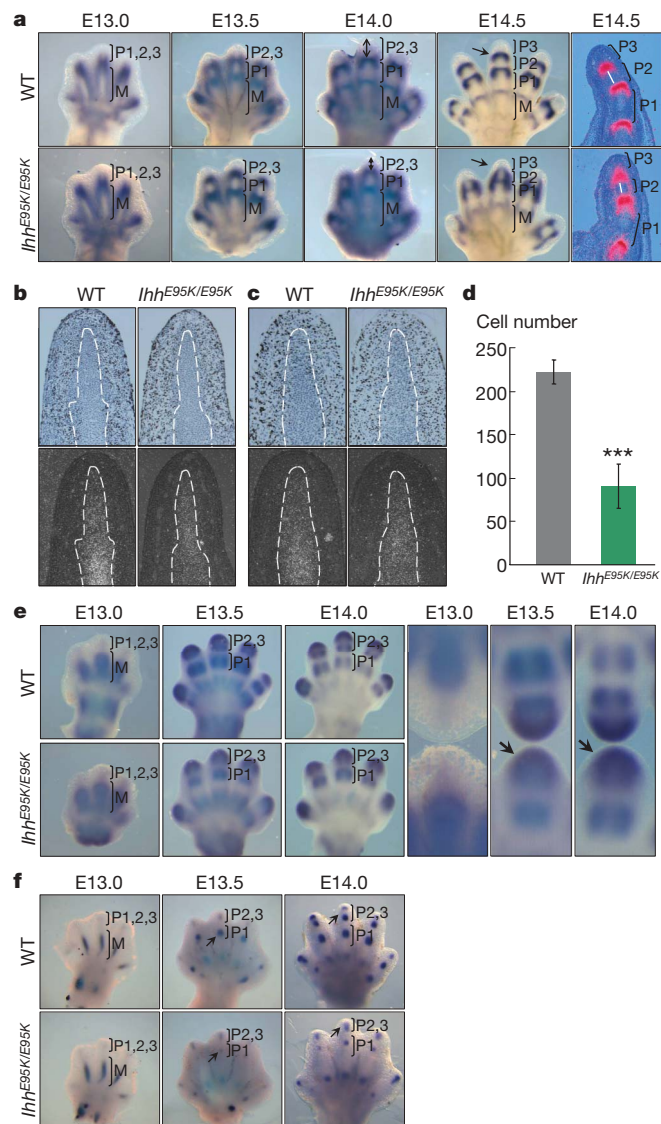 a E13.0 E13.5 E14.0 E14.5 E14.5
WT
P1,2,3
M
P2,3
P1
M
P2,3
P1
M
P3
P2
P1
M
P3
P2
P1
Ihh^E95K/E95K
P1,2,3
M
P2,3
P1
M
P2,3
P1
M
P3
P2
M
P3
P2
P1
b WT Ihh^E95K/E95K
c WT Ihh^E95K/E95K
d
Cell number
250
200
150
100
50
0
***
WT Ihh^E95K/E95K
e E13.0 E13.5 E14.0 E13.0 E13.5 E14.0
WT
P1,2,3
M
P2,3
P1
P2,3
P1
Ihh^E95K/E95K
P1,2,3
M
P2,3
P1
P2,3
P1
f E13.0 E13.5 E14.0
WT
P1,2,3
M
P2,3
P1
P2,3
P1
Ihh^E95K/E95K
P1,2,3
M
P2,3
P1
P2,3
P1